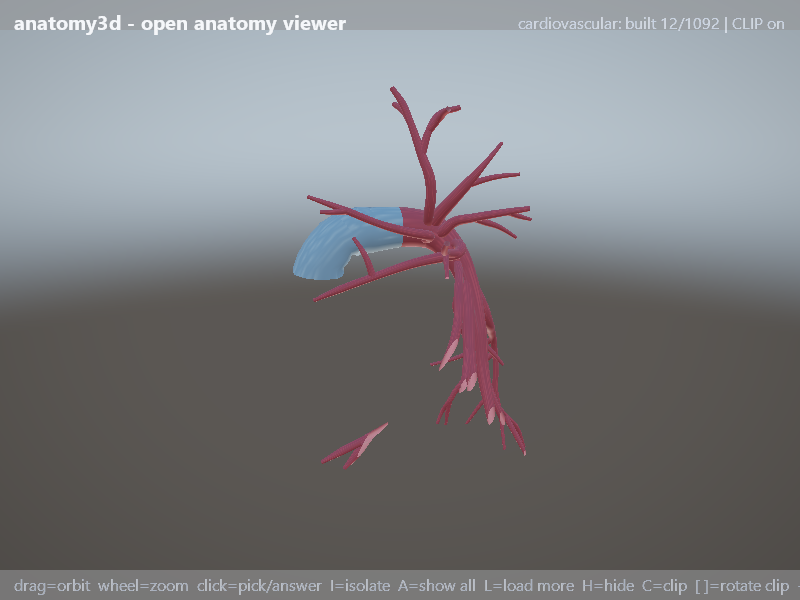 anatomy3d - open anatomy viewer
cardiovascular: built 12/1092 | CLIP on
drag=orbit wheel=zoom click=pick/answer I=isolate A=show all L=load more H=hide C=clip [ ]=rotate clip -